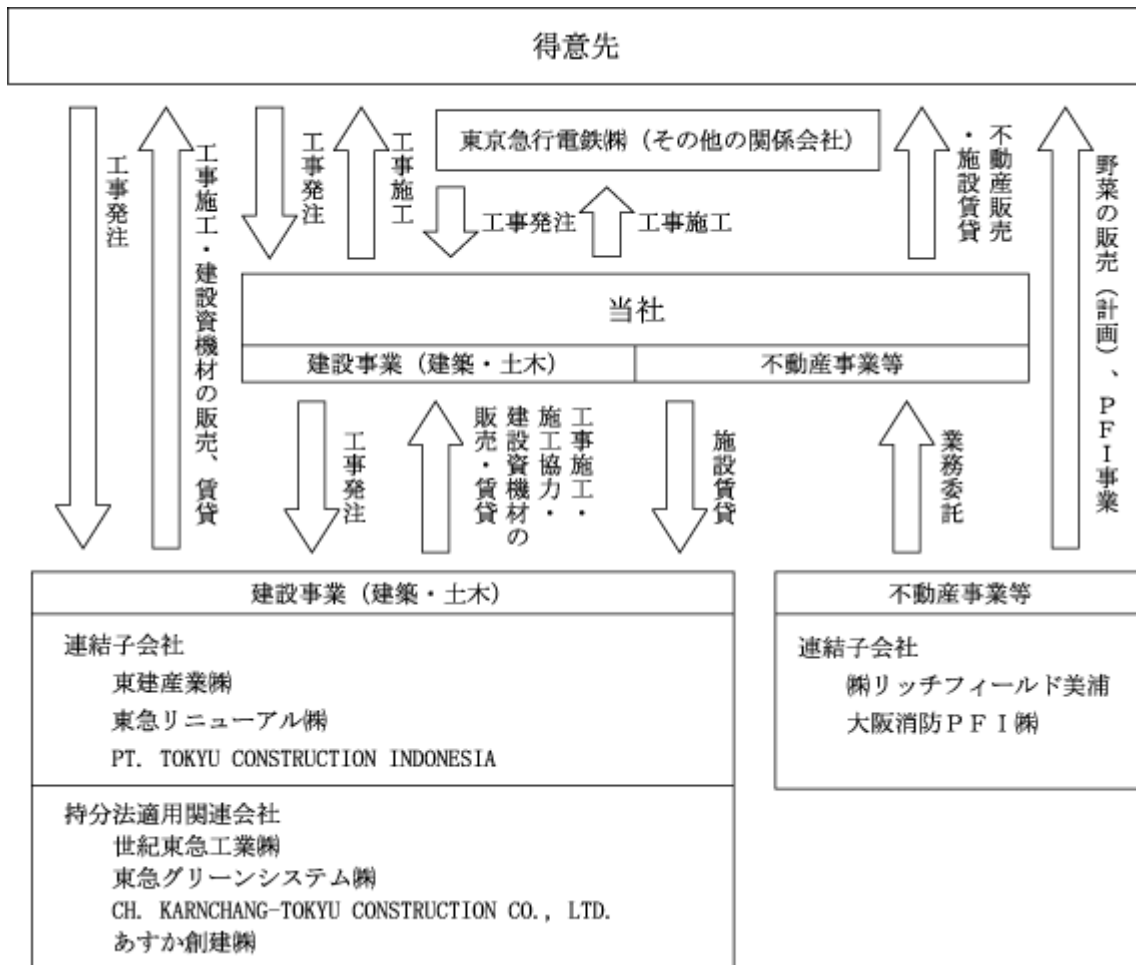 得意先
工事発注
工事施工・建設資機材の販売、賃貸
工事発注
工事施工
東京急行電鉄㈱（その他の関係会社）
工事発注
工事施工
不動産販売
・施設賃貸
野菜の販売（計画）、ＰＦＩ事業
当社
建設事業（建築・土木）
不動産事業等
工事発注
工事施工・
施工協力・
建設資機材の
販売・賃貸
施設賃貸
業務委託
建設事業（建築・土木）
連結子会社
東建産業㈱
東急リニューアル㈱
PT. TOKYU CONSTRUCTION INDONESIA
持分法適用関連会社
世紀東急工業㈱
東急グリーンシステム㈱
CH. KARNCHANG-TOKYU CONSTRUCTION CO., LTD.
あすか創建㈱
不動産事業等
連結子会社
㈱リッチフィールド美浦
大阪消防ＰＦＩ㈱